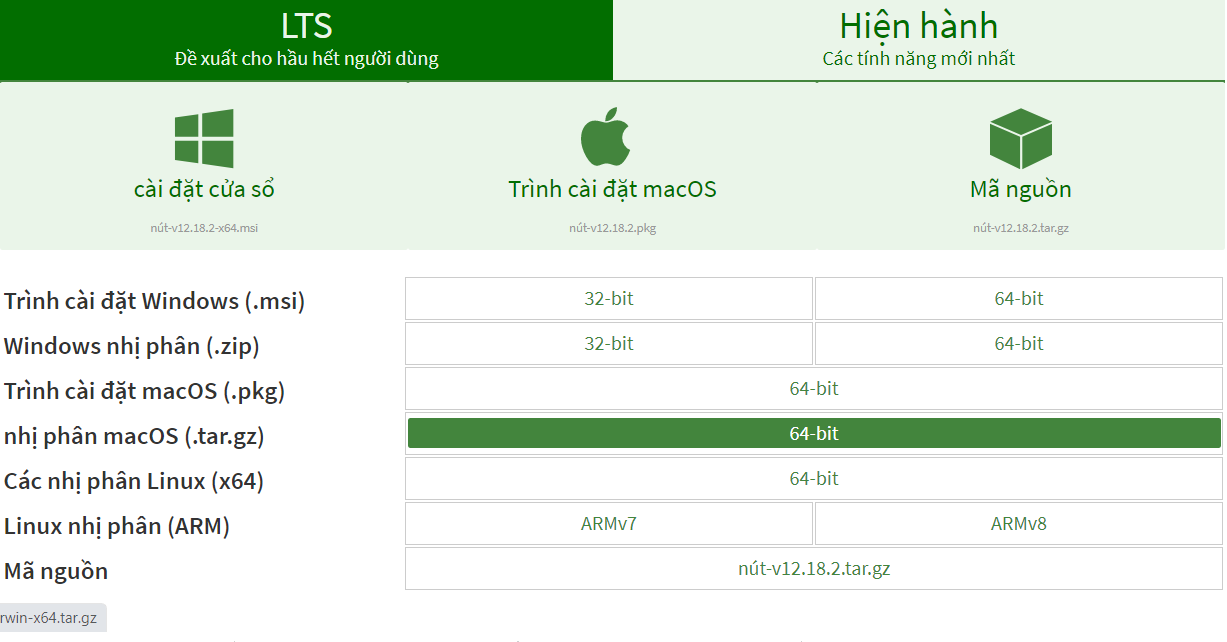 LTS
Đề xuất cho hầu hết người dùng
Hiện hành
Các tính năng mới nhất
cài đặt cửa sổ
nút-v12.18.2-x64.msi
Trình cài đặt macOS
nút-v12.18.2.pkg
Mã nguồn
nút-v12.18.2.tar.gz
Trình cài đặt Windows (.msi) 32-bit 64-bit
Windows nhị phân (.zip) 32-bit 64-bit
Trình cài đặt macOS (.pkg) 64-bit
nhị phân macOS (.tar.gz) 64-bit
Các nhị phân Linux (x64) 64-bit
Linux nhị phân (ARM) ARMv7 ARMv8
Mã nguồn nút-v12.18.2.tar.gz
rwin-x64.tar.gz